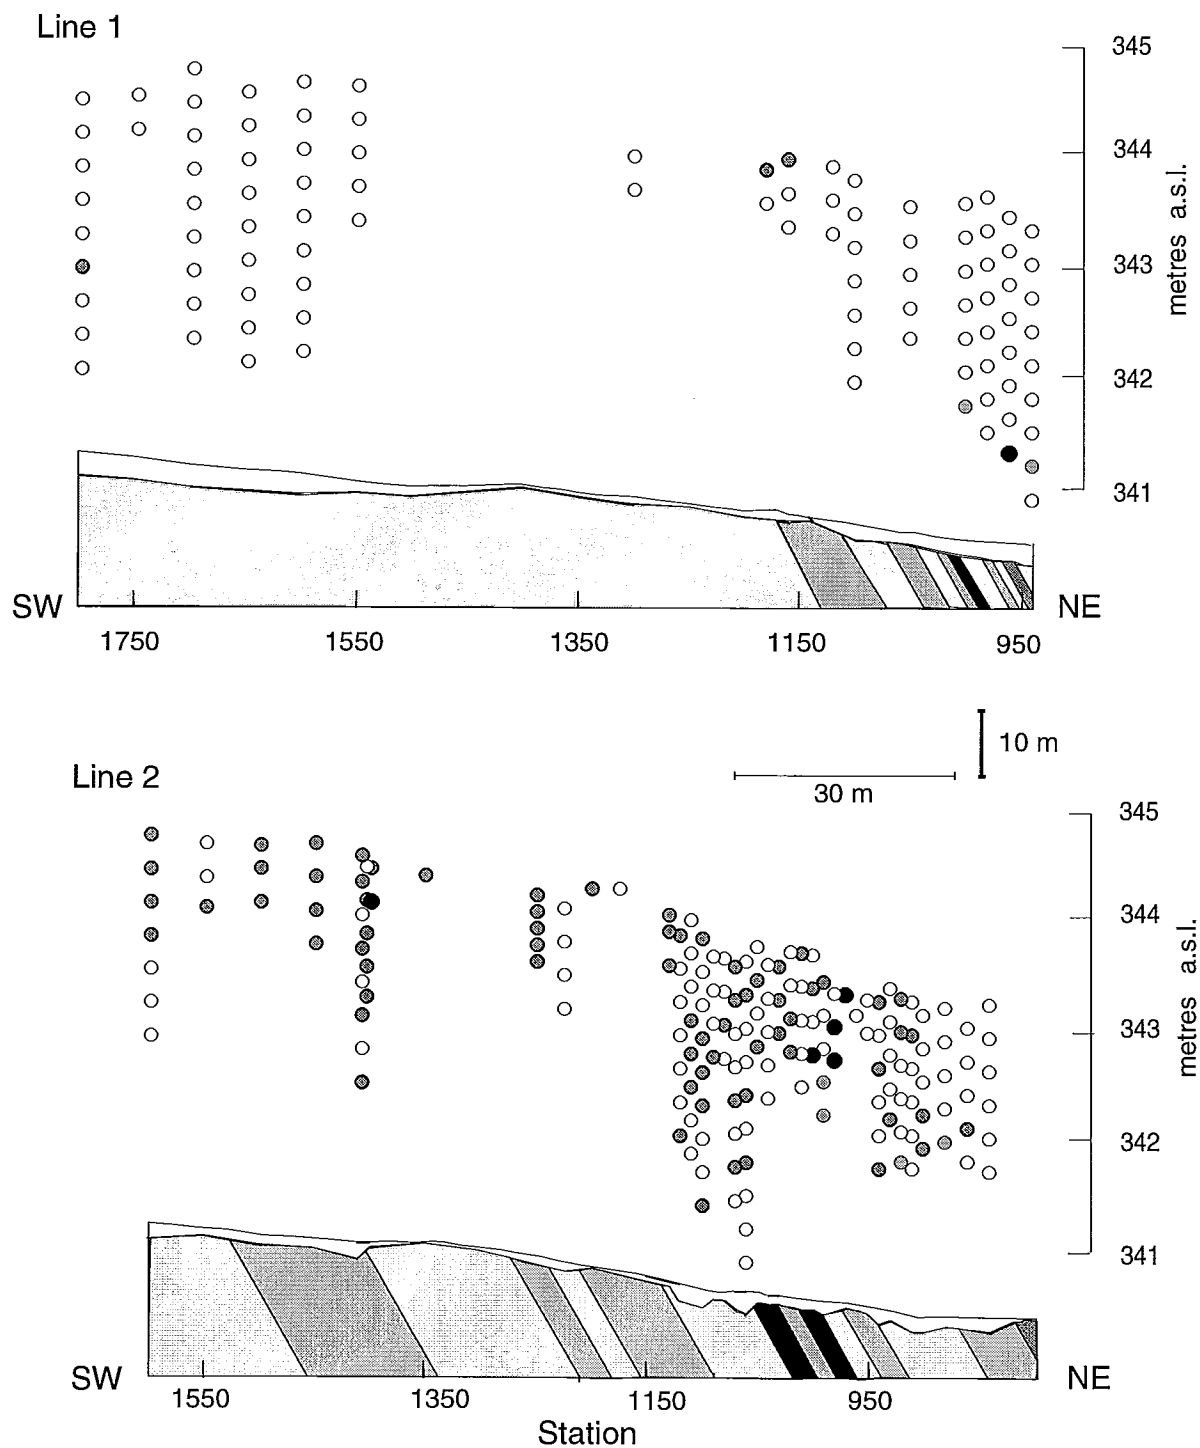 Line 1
345
344
343
342
341
metres a.s.l.
SW
NE
1750 1550 1350 1150 950
10 m
30 m
Line 2
345
344
343
342
341
metres a.s.l.
SW
NE
1550 1350 1150 950
Station